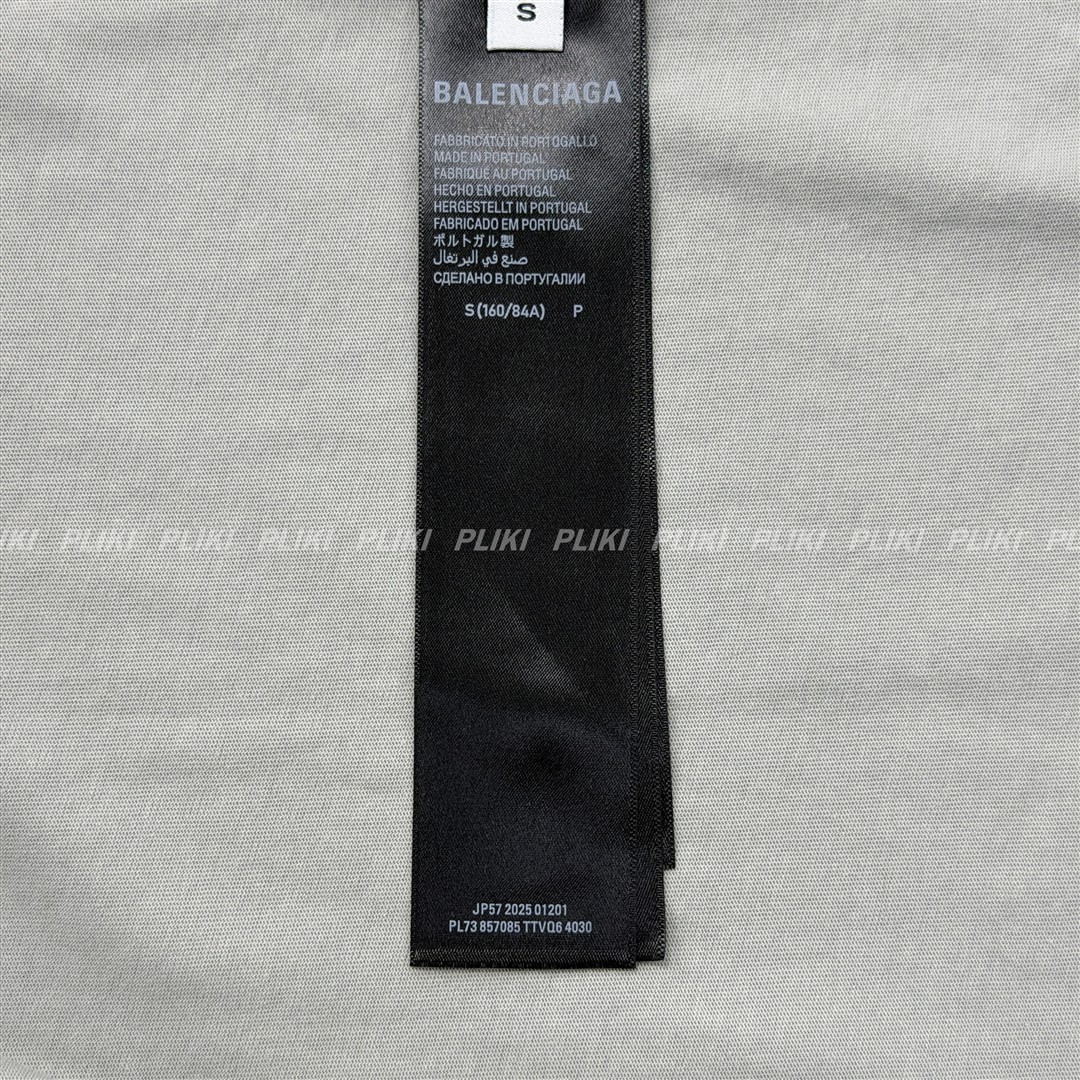 S
BALENCIAGA
FABBRICATO IN PORTOGALLO
MADE IN PORTUGAL
FABRIQUÉ AU PORTUGAL
HECHO EN PORTUGAL
HERGESTELLT IN PORTUGAL
FABRICADO EM PORTUGAL
ポルトガル製
صنع في البرتغال
СДЕЛАНО В ПОРТУГАЛИИ
S (160/84A) P
PLIKI PLIKI PLIKI PLIKI PLIKI PLIKI PLIKI PLIKI PLIKI PLIKI
JP57 2025 01201
PL73 857085 TTVQ6 4030